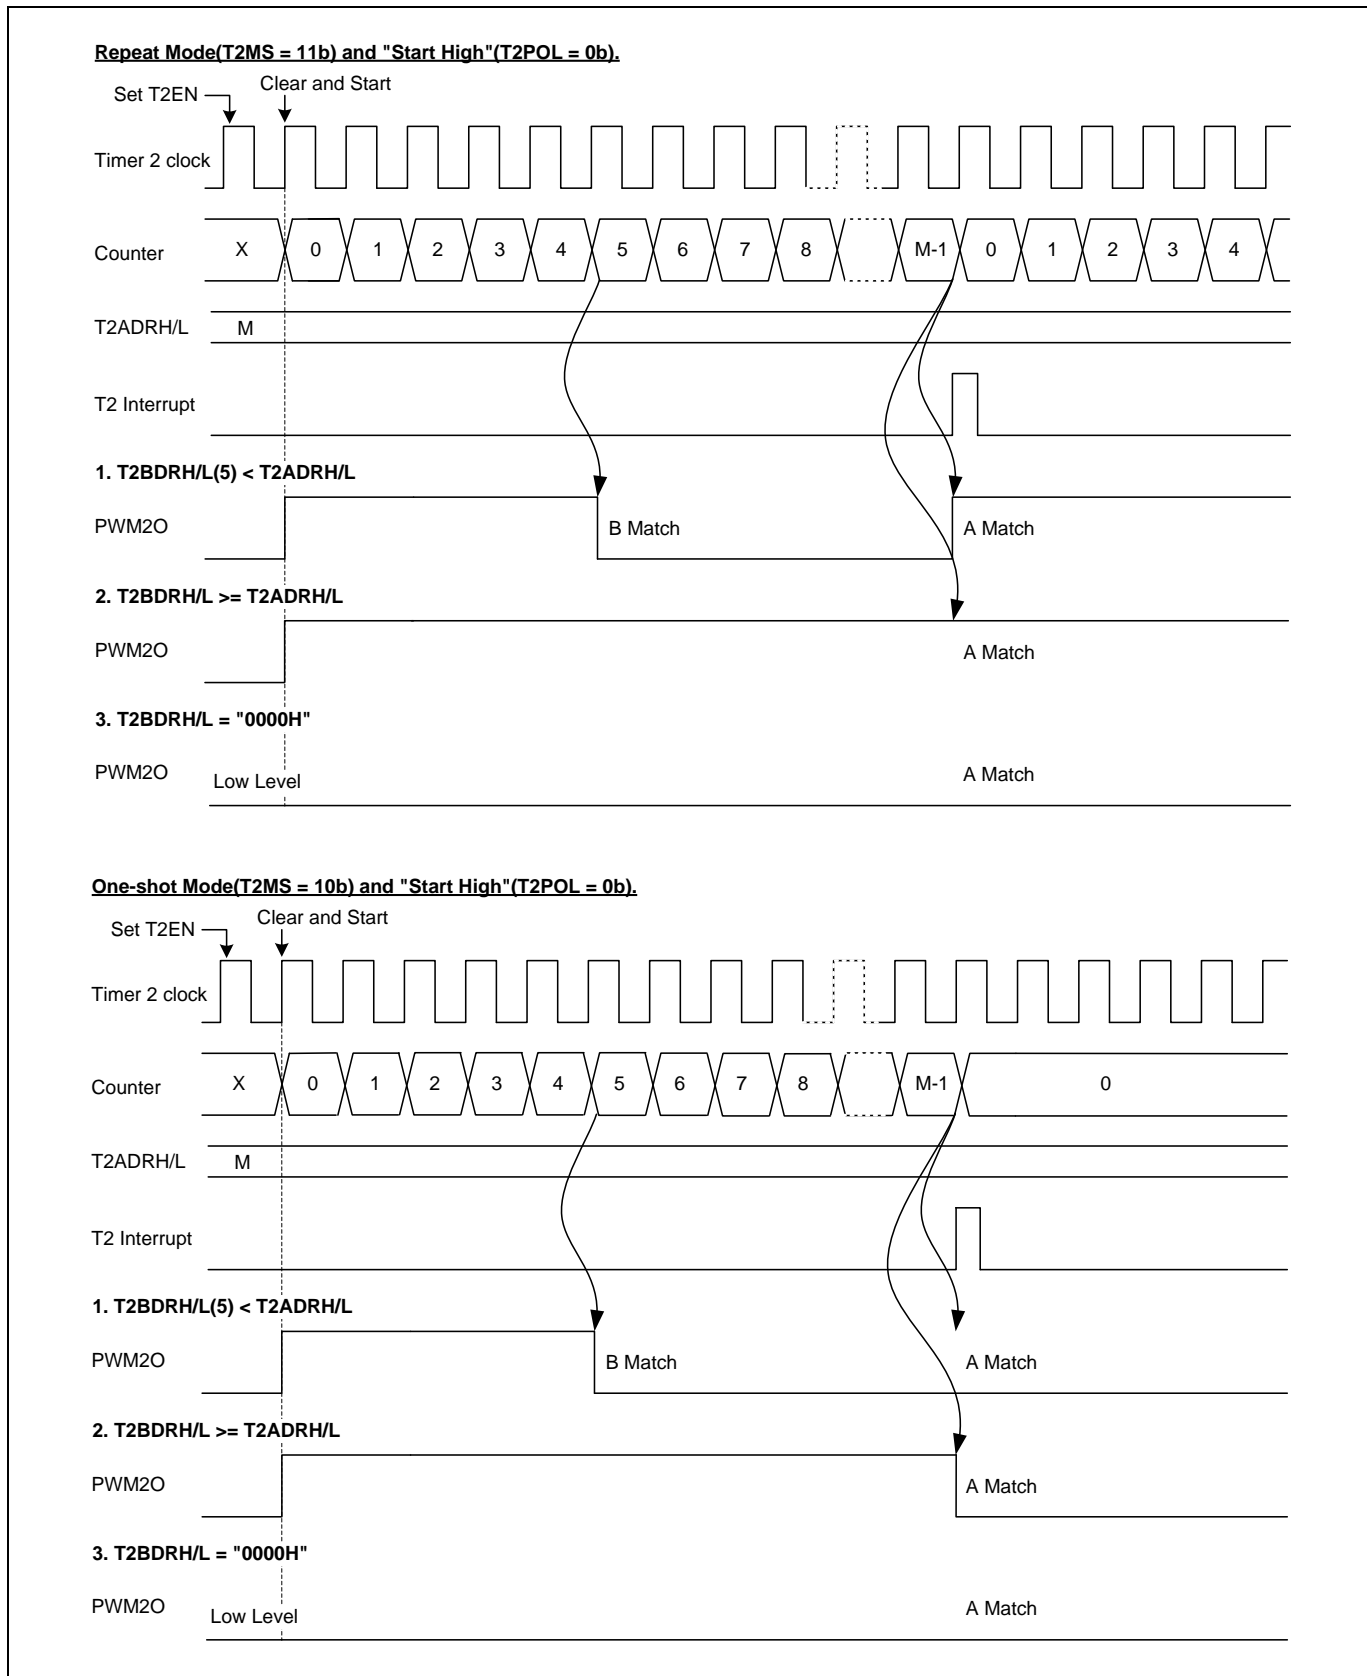 Repeat Mode(T2MS = 11b) and "Start High"(T2POL = 0b).
Set T2EN
Clear and Start
Timer 2 clock
Counter X 0 1 2 3 4 5 6 7 8 M-1 0 1 2 3 4
T2ADRH/L M
T2 Interrupt
1. T2BDRH/L(5) < T2ADRH/L
PWM2O B Match A Match
2. T2BDRH/L >= T2ADRH/L
PWM2O A Match
3. T2BDRH/L = "0000H"
PWM2O Low Level A Match
One-shot Mode(T2MS = 10b) and "Start High"(T2POL = 0b).
Set T2EN
Clear and Start
Timer 2 clock
Counter X 0 1 2 3 4 5 6 7 8 M-1 0
T2ADRH/L M
T2 Interrupt
1. T2BDRH/L(5) < T2ADRH/L
PWM2O B Match A Match
2. T2BDRH/L >= T2ADRH/L
PWM2O A Match
3. T2BDRH/L = "0000H"
PWM2O Low Level A Match